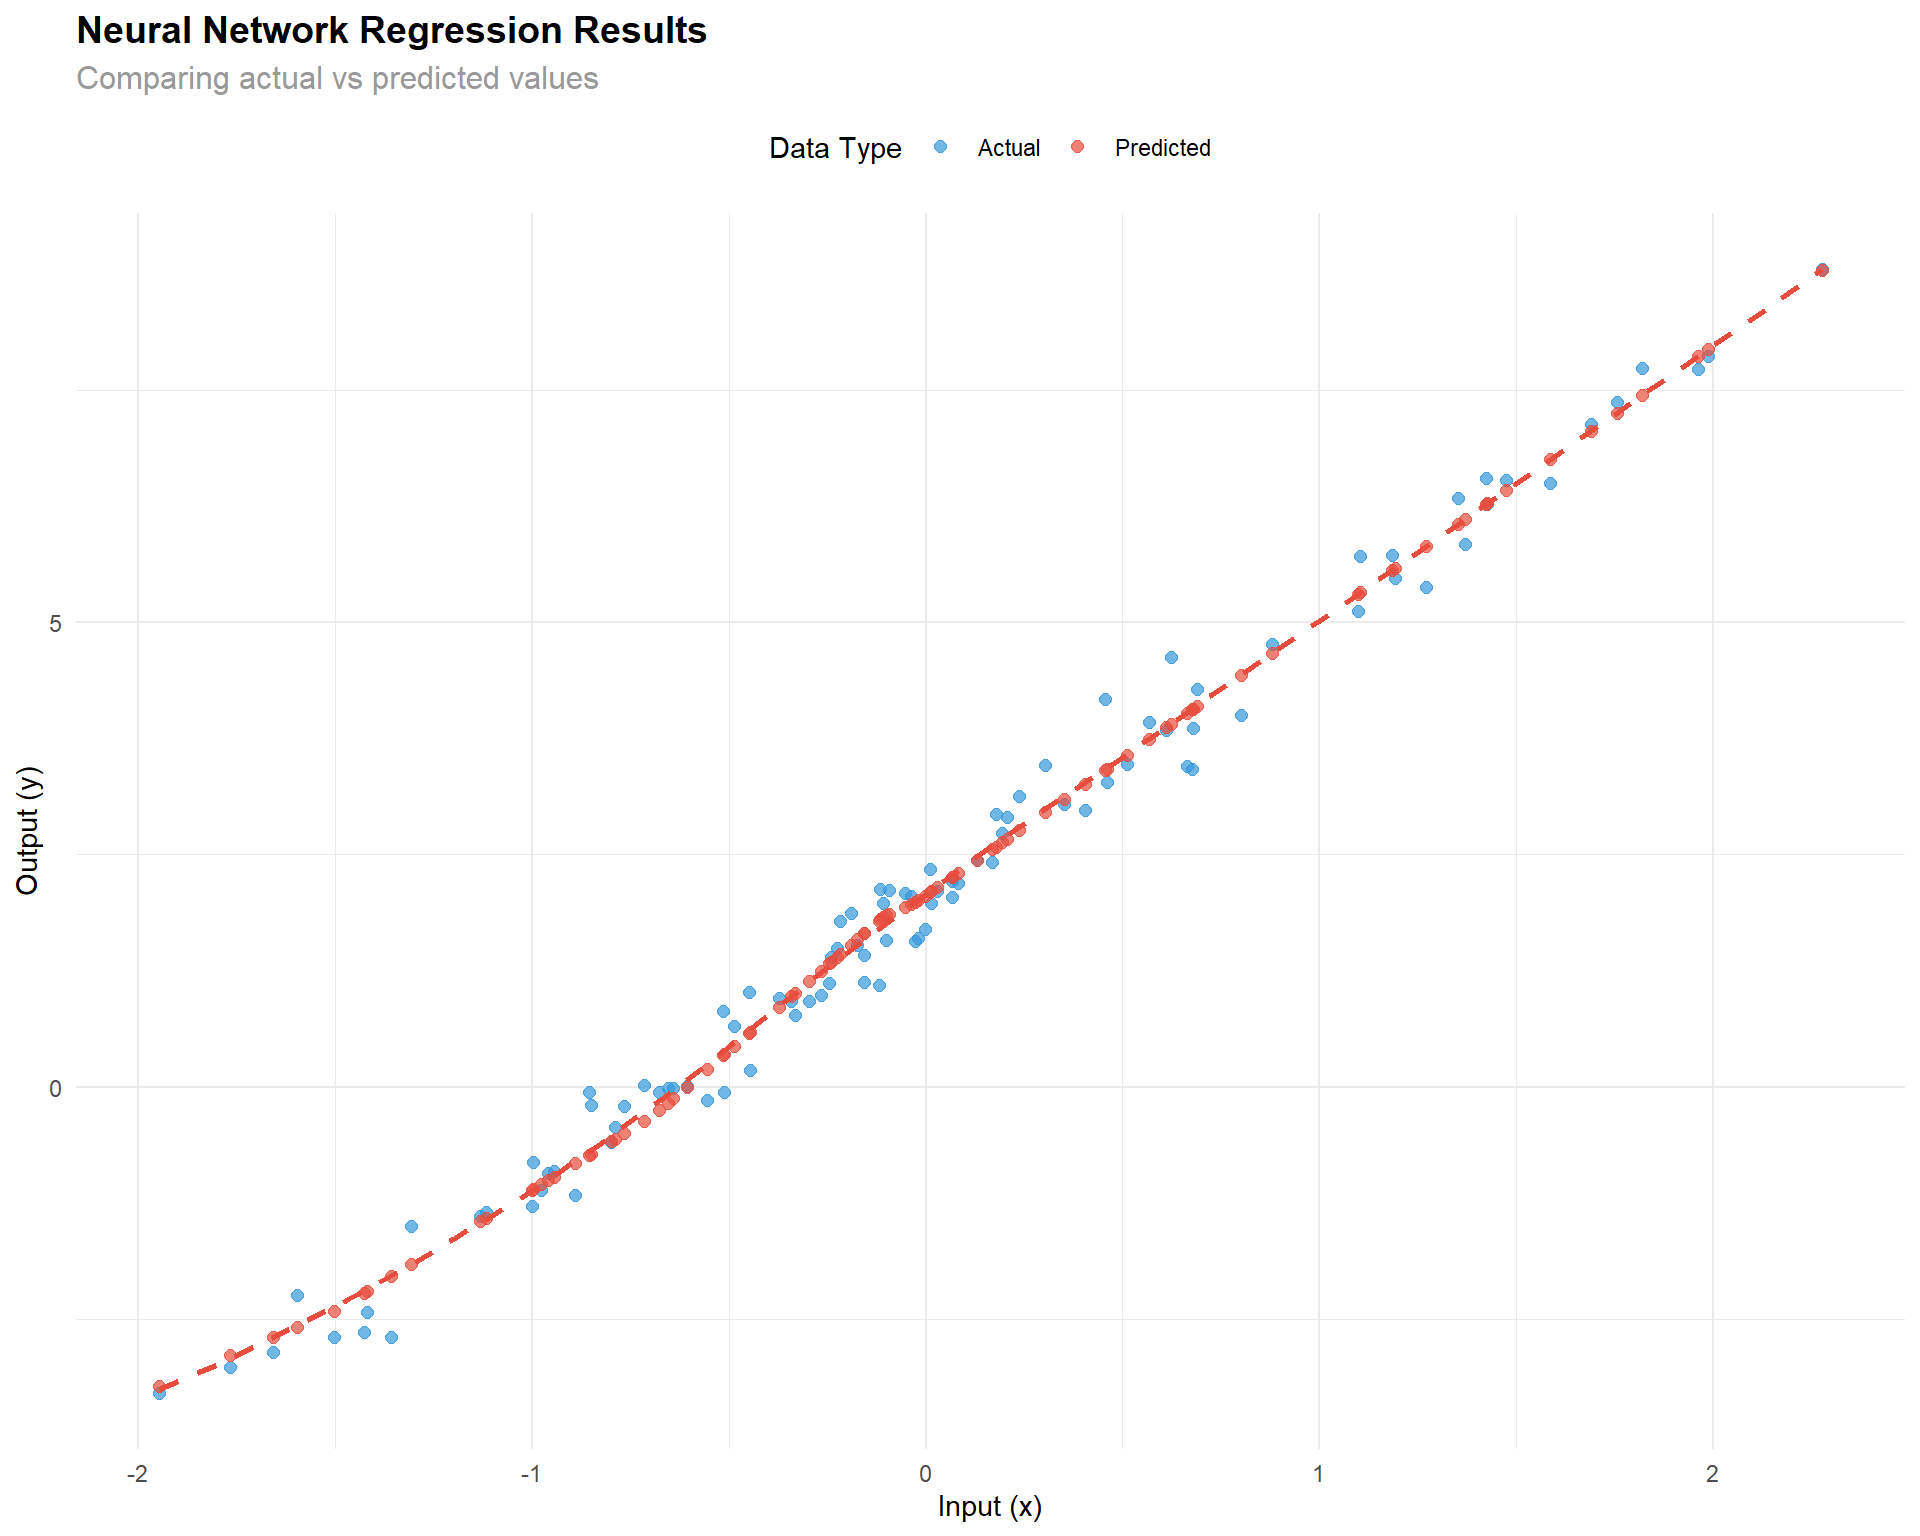 Neural Network Regression Results
Comparing actual vs predicted values
Data Type Actual Predicted
5
0
Output (y)
-2 -1 0 1 2
Input (x)